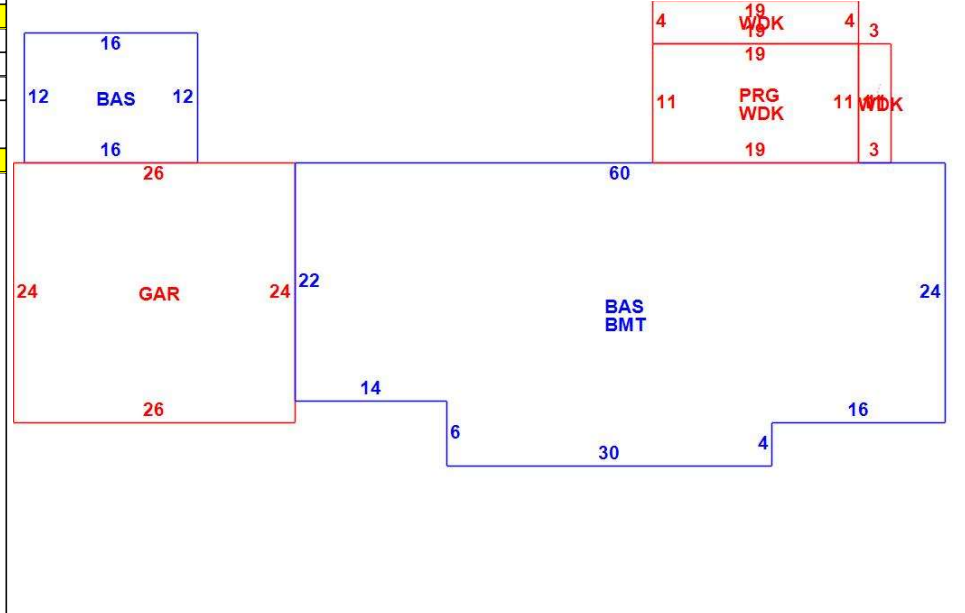 19
4 WDK 4
19 3
16 19
12 BAS 12 PRG
11 WDK 11 11 WDK
16 19 3
26 60
24 GAR 24 22 BAS 24
BMT
14
26 16
6 4
30